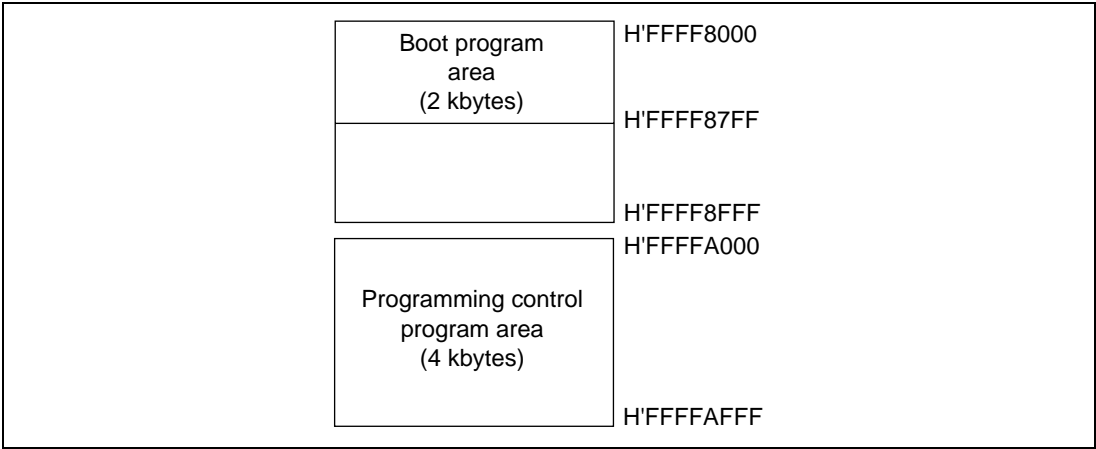 Boot program
area
(2 kbytes)
H'FFFF8000
H'FFFF87FF
H'FFFF8FFF
H'FFFFA000
Programming control
program area
(4 kbytes)
H'FFFFAFFF